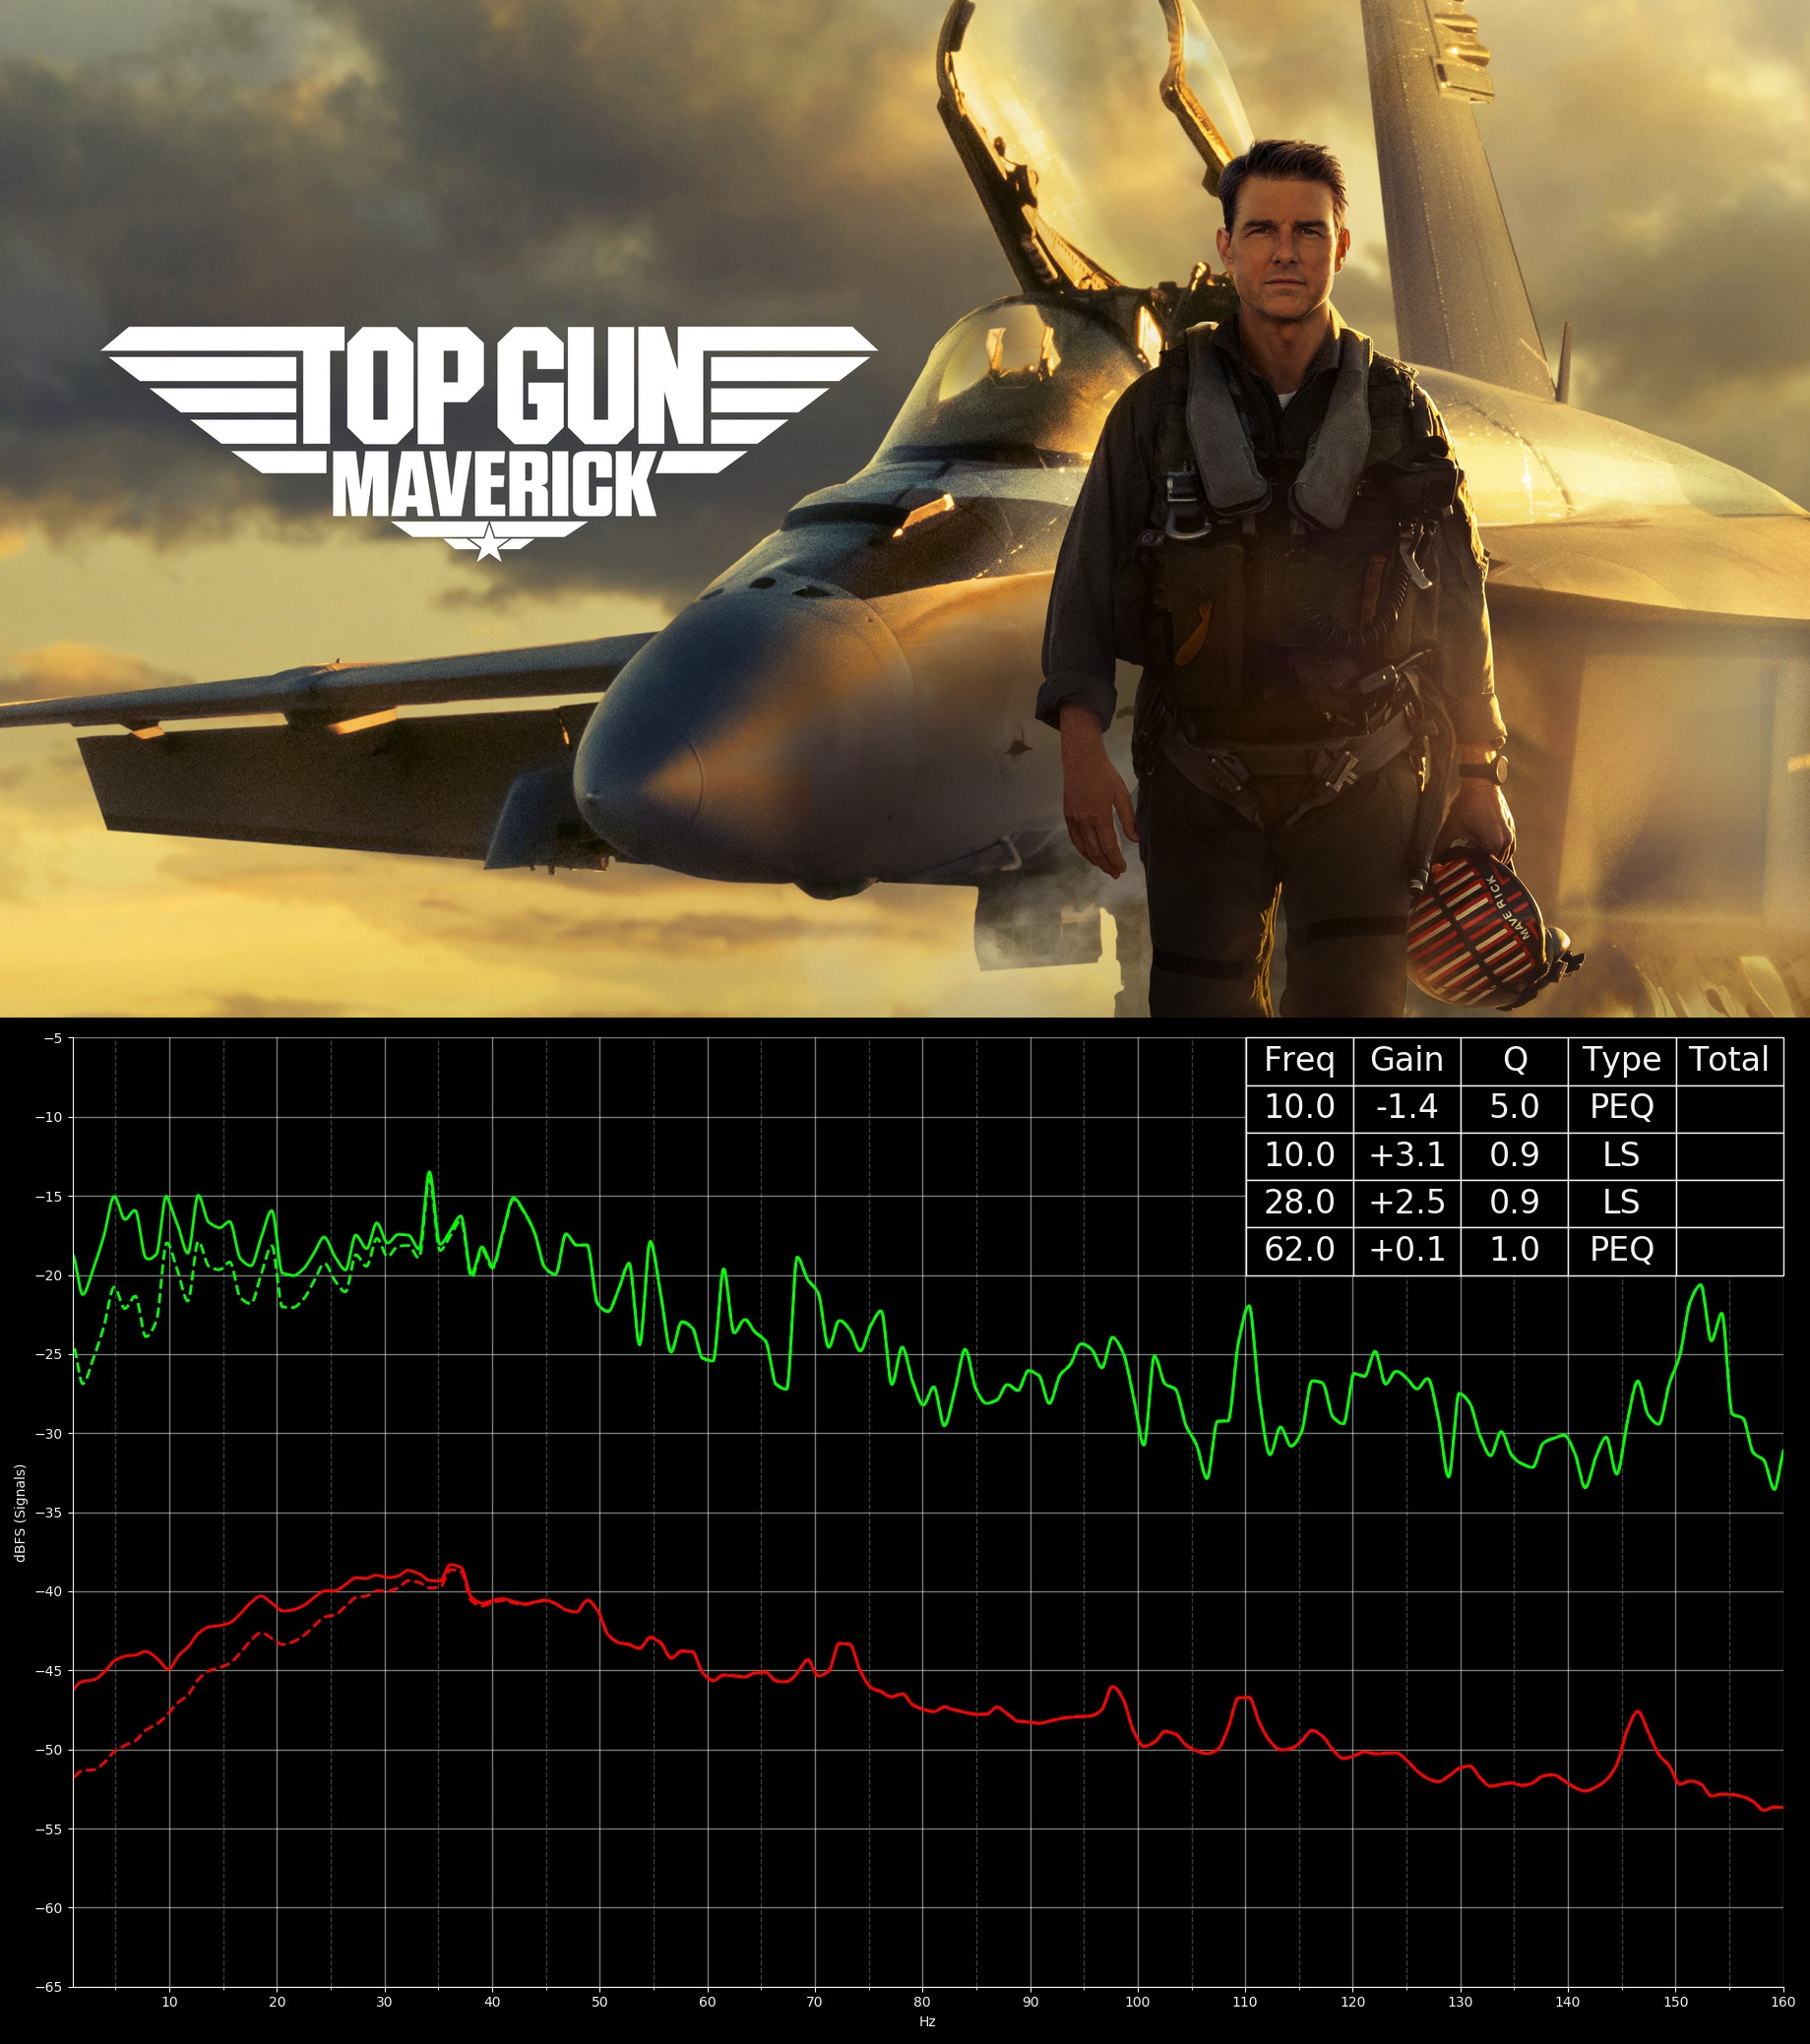 TOP GUN
MAVERICK
MAVERICK
Freq Gain Q Type Total
10.0 -1.4 5.0 PEQ
10.0 +3.1 0.9 LS
28.0 +2.5 0.9 LS
62.0 +0.1 1.0 PEQ
−5
−10
−15
−20
−25
−30
−35
−40
−45
−50
−55
−60
−65
dBFS (Signals)
10 20 30 40 50 60 70 80 90 100 110 120 130 140 150 160
Hz